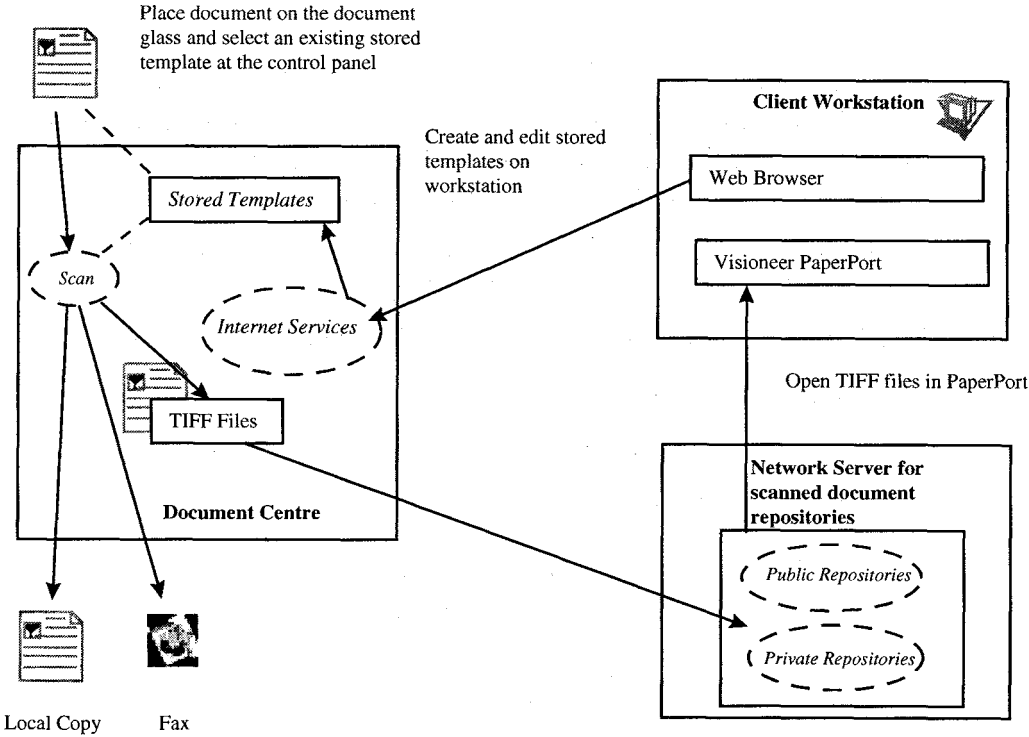 Place document on the document
glass and select an existing stored
template at the control panel
Client Workstation
Create and edit stored
templates on
workstation
Web Browser
Stored Templates
Visioneer PaperPort
Scan
Internet Services
Open TIFF files in PaperPort
TIFF Files
Network Server for
scanned document
repositories
Document Centre
Public Repositories
Private Repositories
Local Copy
Fax